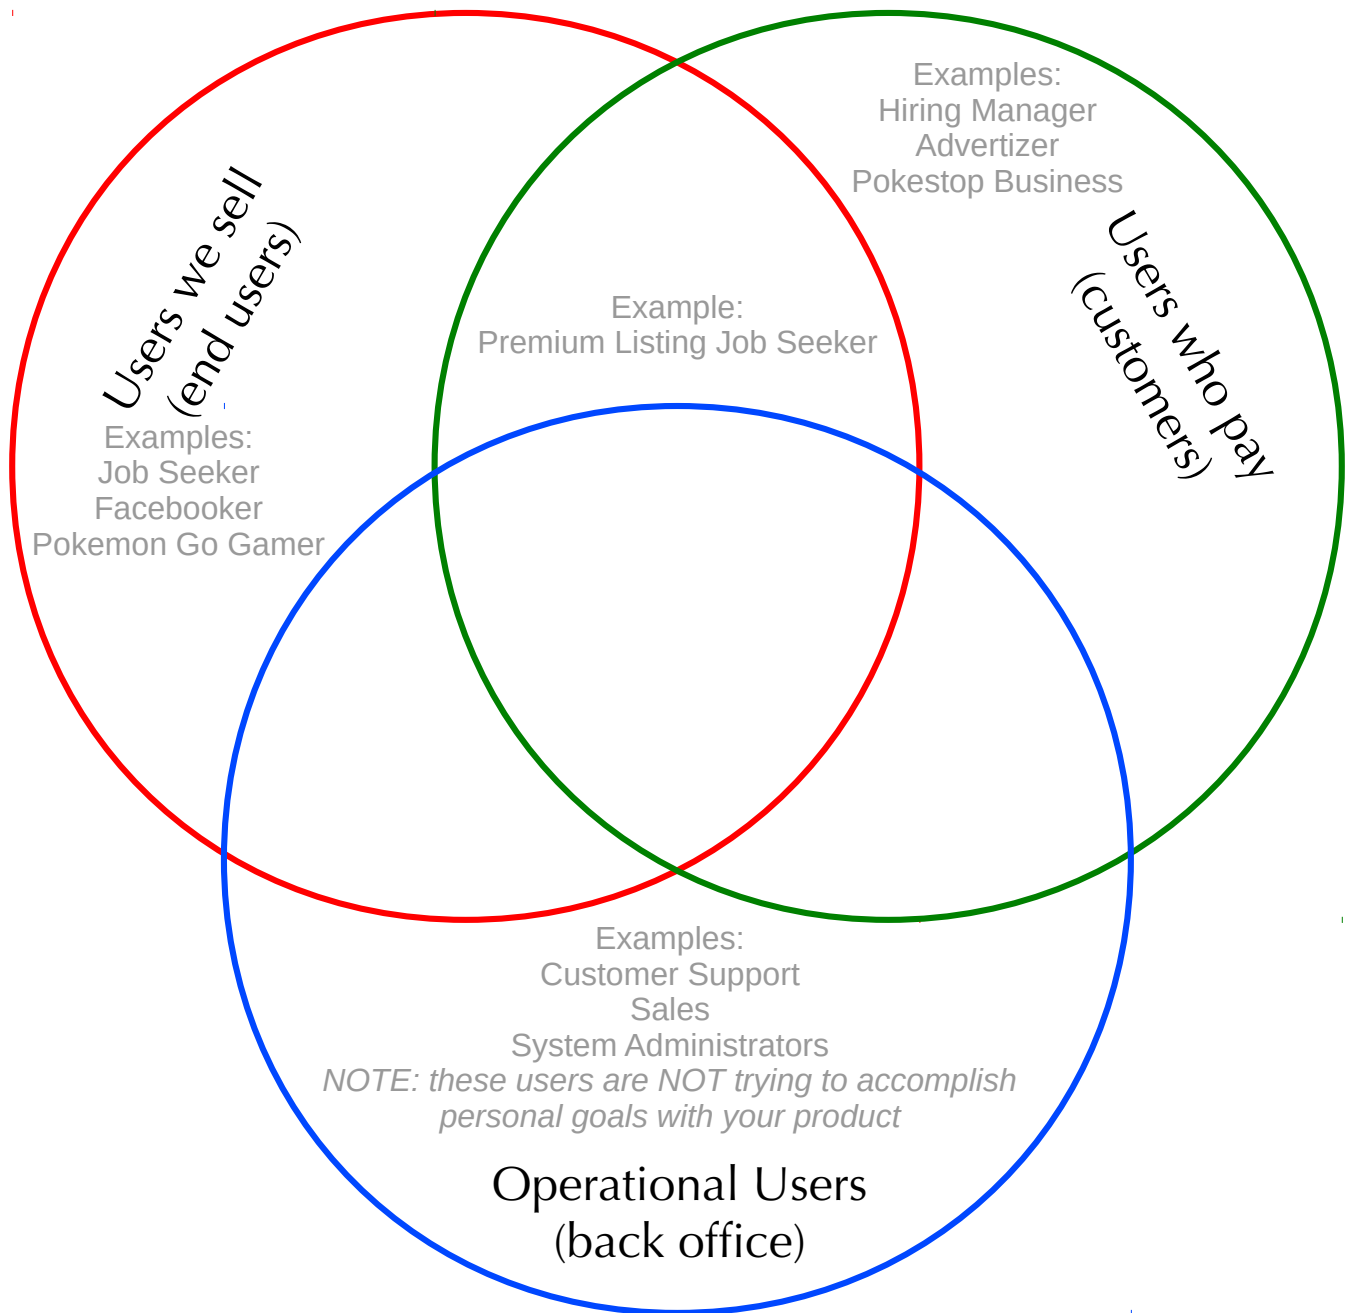 Examples:
Hiring Manager
Advertizer
Pokestop Business
Users we sell
(end users)
Users who pay
(customers)
Example:
Premium Listing Job Seeker
Examples:
Job Seeker
Facebooker
Pokemon Go Gamer
Examples:
Customer Support
Sales
System Administrators
NOTE: these users are NOT trying to accomplish
personal goals with your product
Operational Users
(back office)